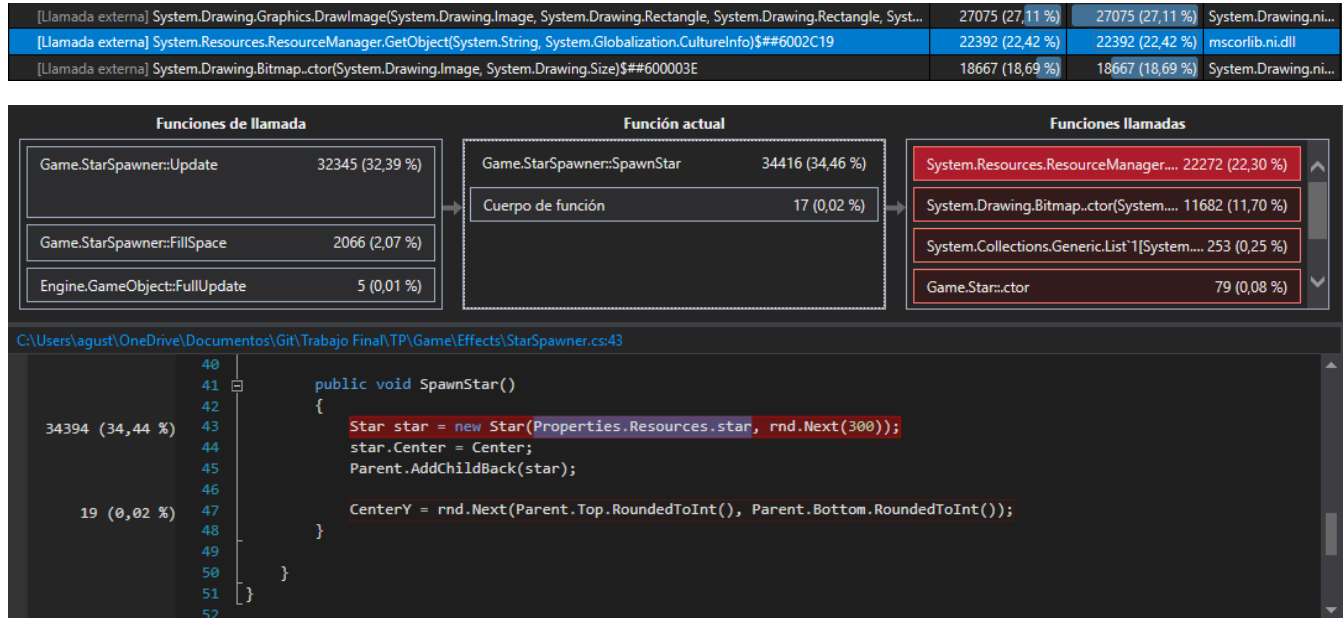 [Llamada externa] System.Drawing.Graphics.DrawImage(System.Drawing.Image, System.Drawing.Rectangle, System.Drawing.Rectangle, Syst... 27075 (27,11 %) 27075 (27,11 %) System.Drawing.ni...
[Llamada externa] System.Resources.ResourceManager.GetObject(System.String, System.Globalization.CultureInfo)$##6002C19 22392 (22,42 %) 22392 (22,42 %) mscorlib.ni.dll
[Llamada externa] System.Drawing.Bitmap..ctor(System.Drawing.Image, System.Drawing.Size)$##600003E 18667 (18,69 %) 18667 (18,69 %) System.Drawing.ni...
Funciones de llamada Función actual Funciones llamadas
Game.StarSpawner::Update 32345 (32,39 %) Game.StarSpawner::SpawnStar 34416 (34,46 %) System.Resources.ResourceManager.... 22272 (22,30 %)
Cuerpo de función 17 (0,02 %) System.Drawing.Bitmap..ctor(System.... 11682 (11,70 %)
Game.StarSpawner::FillSpace 2066 (2,07 %) System.Collections.Generic.List`1[System.... 253 (0,25 %)
Engine.GameObject::FullUpdate 5 (0,01 %) Game.Star::.ctor 79 (0,08 %)
C:\Users\agust\OneDrive\Documentos\Git\Trabajo Final\TP\Game\Effects\StarSpawner.cs:43
40
41 public void SpawnStar()
42 {
34394 (34,44 %) 43 Star star = new Star(Properties.Resources.star, rnd.Next(300));
44 star.Center = Center;
45 Parent.AddChildBack(star);
46
19 (0,02 %) 47 CenterY = rnd.Next(Parent.Top.RoundedToInt(), Parent.Bottom.RoundedToInt());
48 }
49
50 }
51 }
52